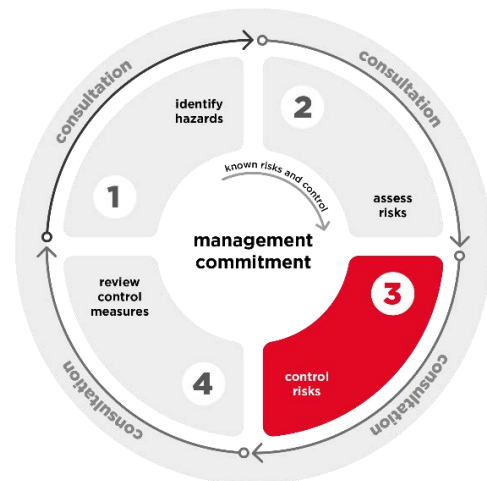 consultation
identify
hazards
1
consultation
2
assess
risks
known risks and control
management
commitment
3
control
risks
consultation
review
control
measures
4
consultation